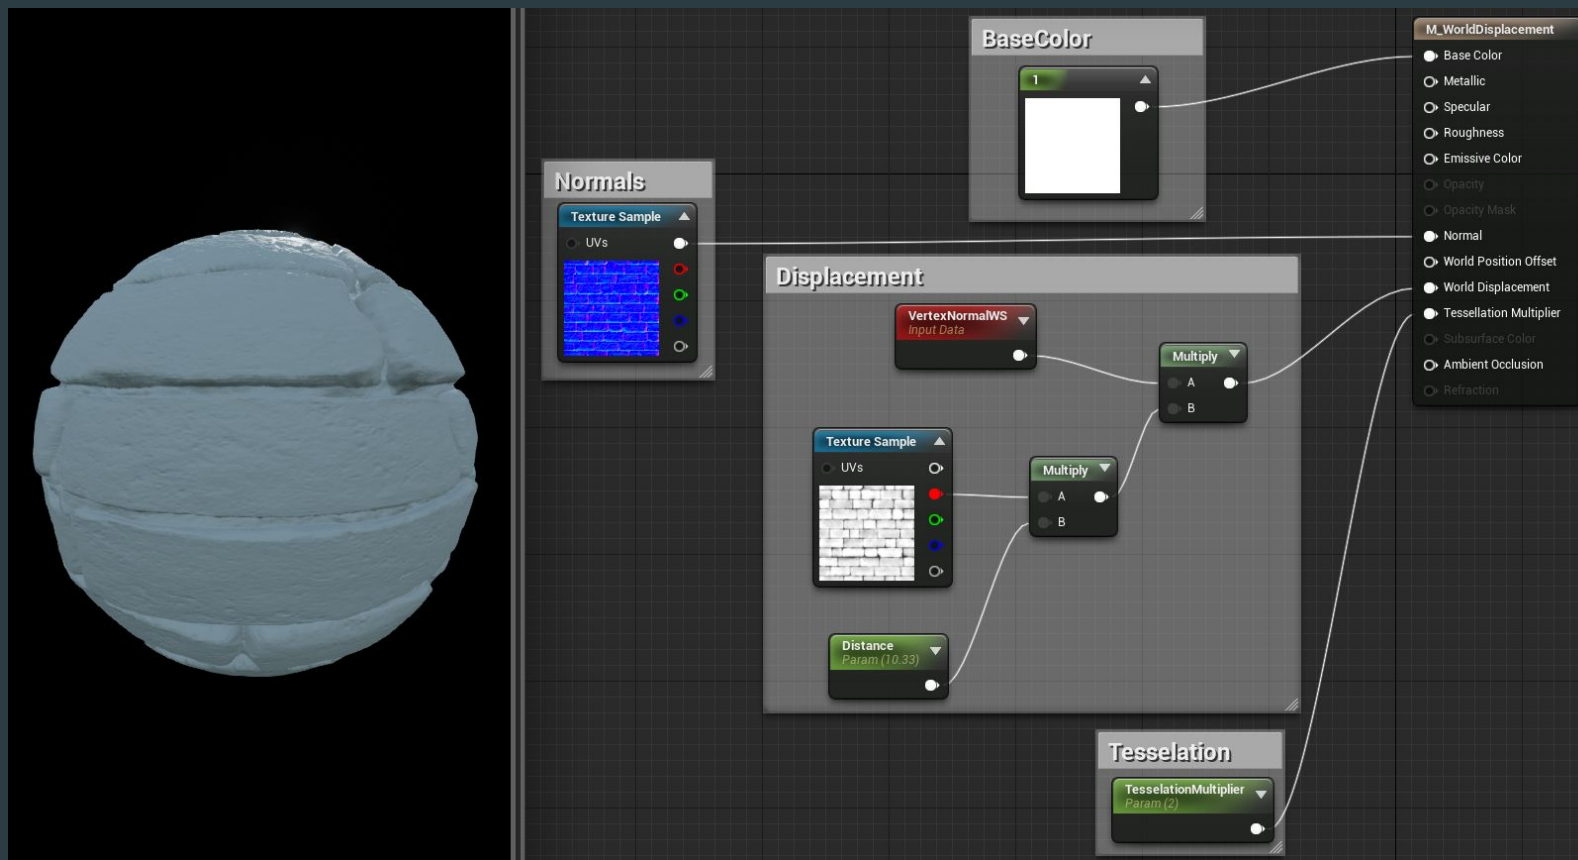 BaseColor
1
Normals
Texture Sample
UVs
Displacement
VertexNormalWS
Input Data
Multiply
A
B
Texture Sample
UVs
Multiply
A
B
Distance
Param (10.33)
Tesselation
TesselationMultiplier
Param (2)
M_WorldDisplacement
Base Color
Metallic
Specular
Roughness
Emissive Color
Opacity
Opacity Mask
Normal
World Position Offset
World Displacement
Tessellation Multiplier
Subsurface Color
Ambient Occlusion
Refraction